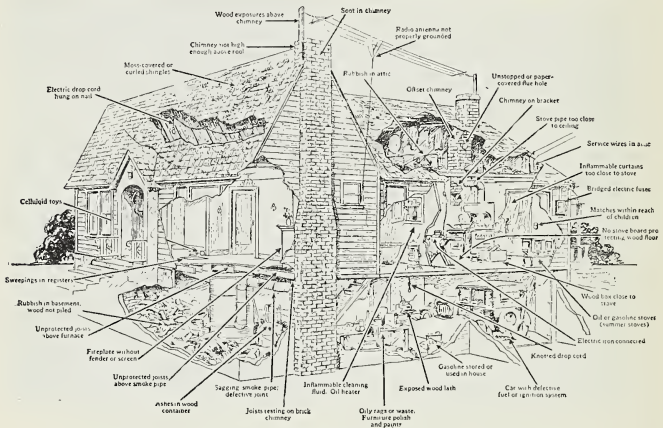 Wood exposures above
chimney
Soot in chimney
Radio antenna not
properly grounded
Chimney not high
enough above roof
Moss-covered or
curled shingles
Rubbish in attic
Unstopped or paper-
covered flue hole
Electric drop cord
hung on nail
Offset chimney
Chimney on bracket
Stove pipe too close
to ceiling
Service wires in attic
Inflammable curtains
too close to stove
Bridged electric fuses
Celluloid toys
Matches within reach
of children
No stove board pro
tecting wood floor
Sweepings in registers
Wood box close to
stove
Rubbish in basement,
wood not piled
Oil or gasoline stoves
(summer stoves)
Unprotected joists
above furnace
Electric iron connected
Fireplace without
fender or screen
Knotted drop cord
Unprotected joists
above smoke pipe
Gasoline stored or
used in house
Ashes in wood
container
Sagging smoke pipe;
defective joint
Inflammable cleaning
fluid. Oil heater
Exposed wood lath
Car with defective
fuel or ignition system
Joists resting on brick
chimney
Oily rags or waste.
Furniture polish
and paints